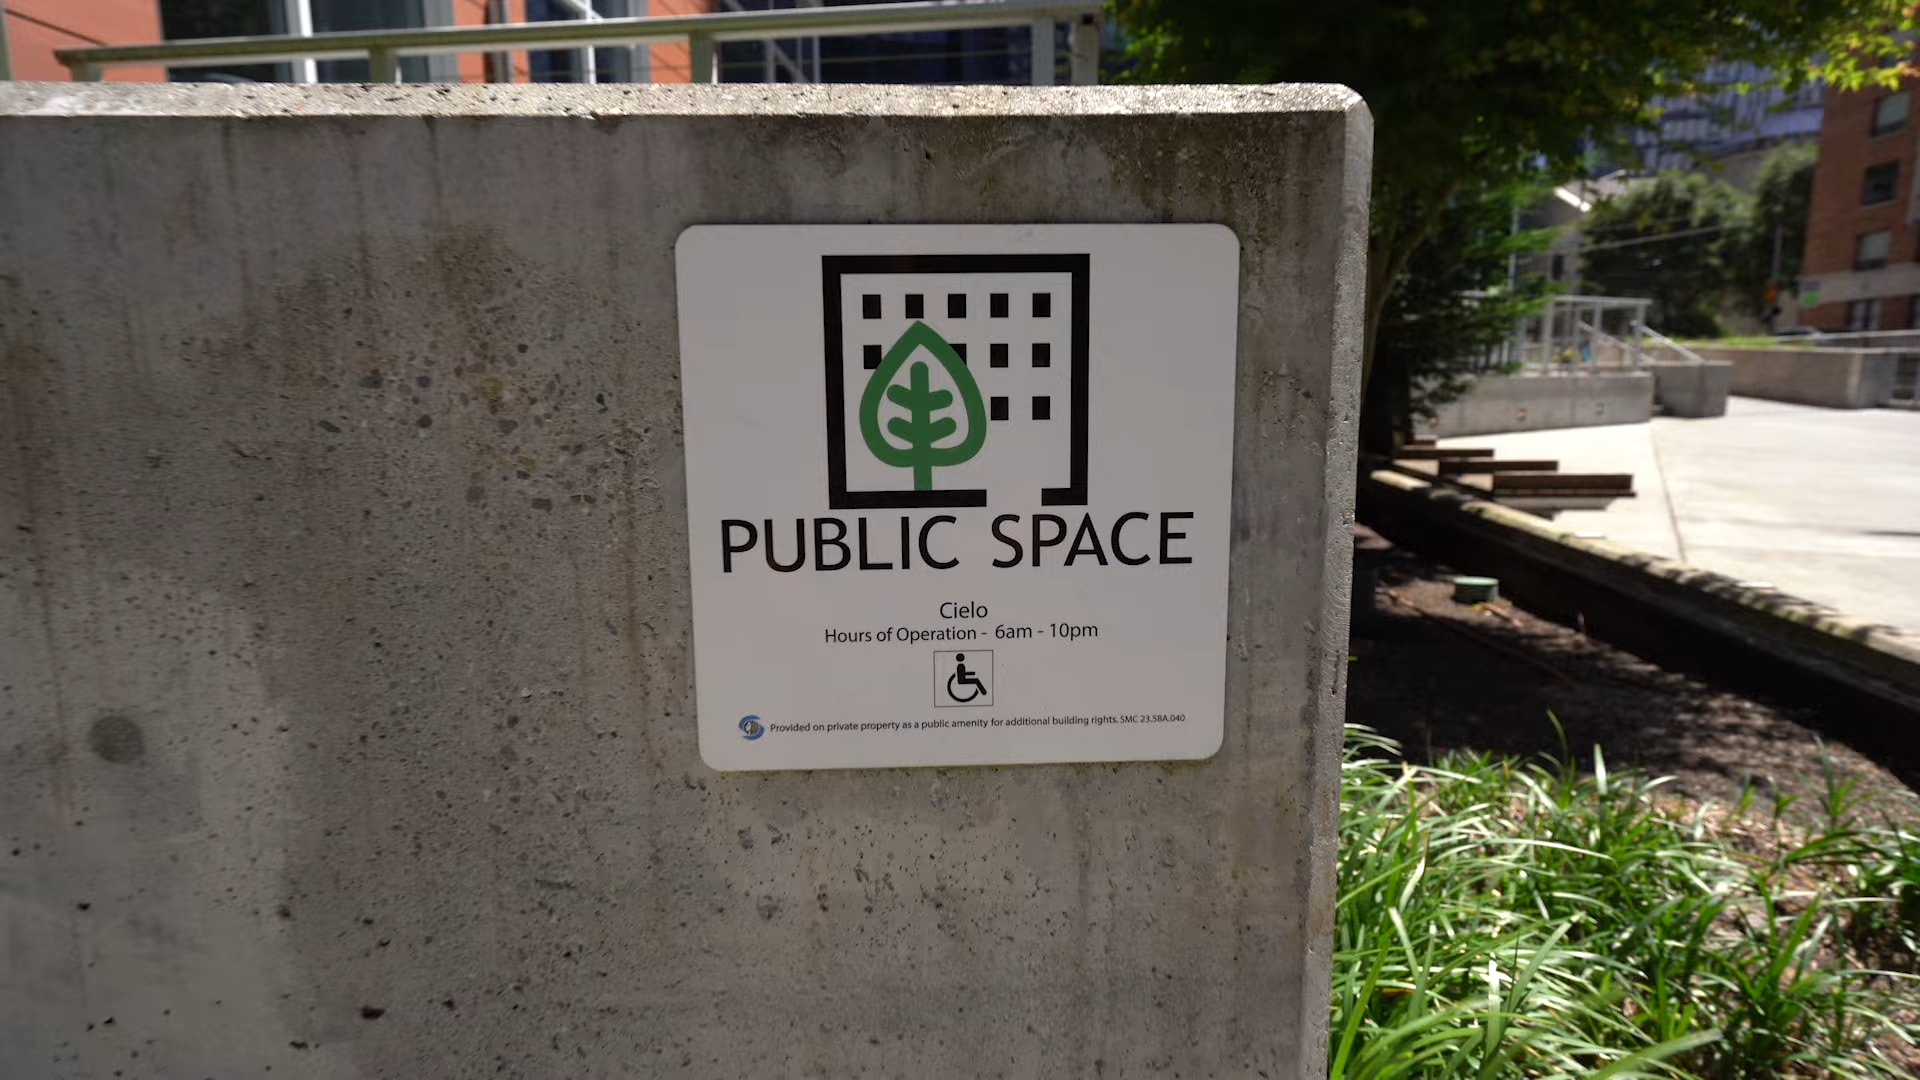 PUBLIC SPACE
Cielo
Hours of Operation - 6am - 10pm
Provided on private property as a public amenity for additional building rights. SMC 23.58A.040